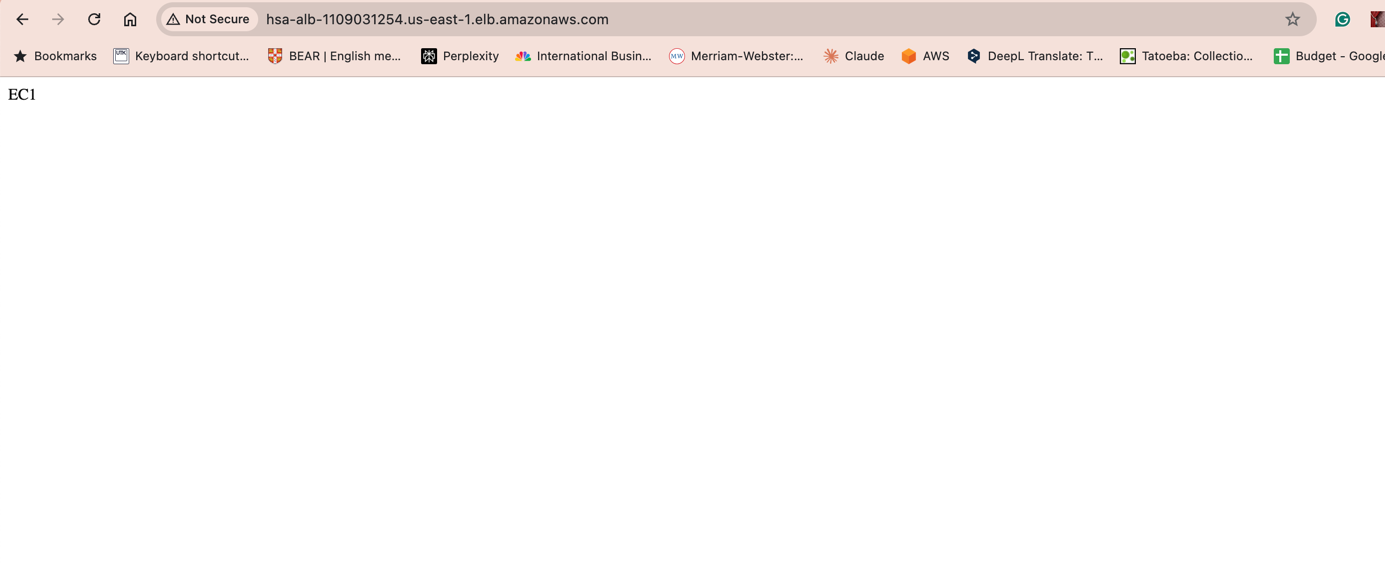 Not Secure hsa-alb-1109031254.us-east-1.elb.amazonaws.com
Bookmarks Keyboard shortcut... BEAR | English me... Perplexity International Busin... MW Merriam-Webster:... Claude AWS DeepL Translate: T... Tatoeba: Collectio... Budget - Google
EC1